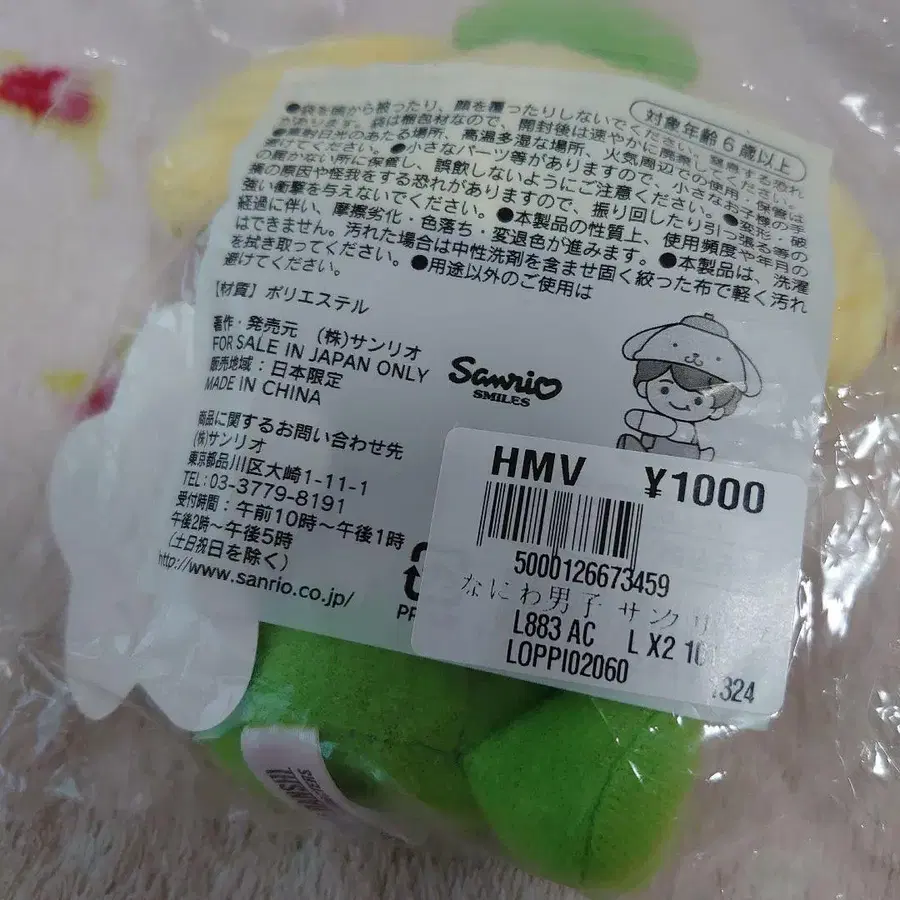 対象年齢6歳以上
●袋を頭から被ったり、顔を覆ったりしないでください。窒息する恐れ
があります。袋は梱包材なので、開封後は速やかに廃棄してください。
●直射日光のあたる場所、高温多湿な場所、火気周辺での使用・保管は
避けてください。●小さなパーツ等がありますので、小さなお子様の手
の届かない所に保管し、誤飲しないようにご注意ください。●変形・破
損の原因や怪我をする恐れがありますので、振り回したり引っ張る等の
強い衝撃を与えないでください。●本製品の性質上、使用頻度や年月の
経過に伴い、摩擦劣化・色落ち・変退色が進みます。●本製品は、洗濯
はできません。汚れた場合は中性洗剤を含ませ固く絞った布で軽く汚れ
を拭き取ってください。●用途以外のご使用は
避けてください。
【材質】ポリエステル
著作・発売元 (株)サンリオ
FOR SALE IN JAPAN ONLY
販売地域:日本限定
MADE IN CHINA
Sanrio
SMILES
商品に関するお問い合わせ先
(株)サンリオ
東京都品川区大崎1-11-1
TEL:03-3779-8191
受付時間:午前10時~午後1時
午後2時~午後5時
(土日祝日を除く)
http://www.sanrio.co.jp/
HMV ¥1000
5000126673459
なにわ男子 サンク
L883 AC L X2 10
LOPPI02060
324